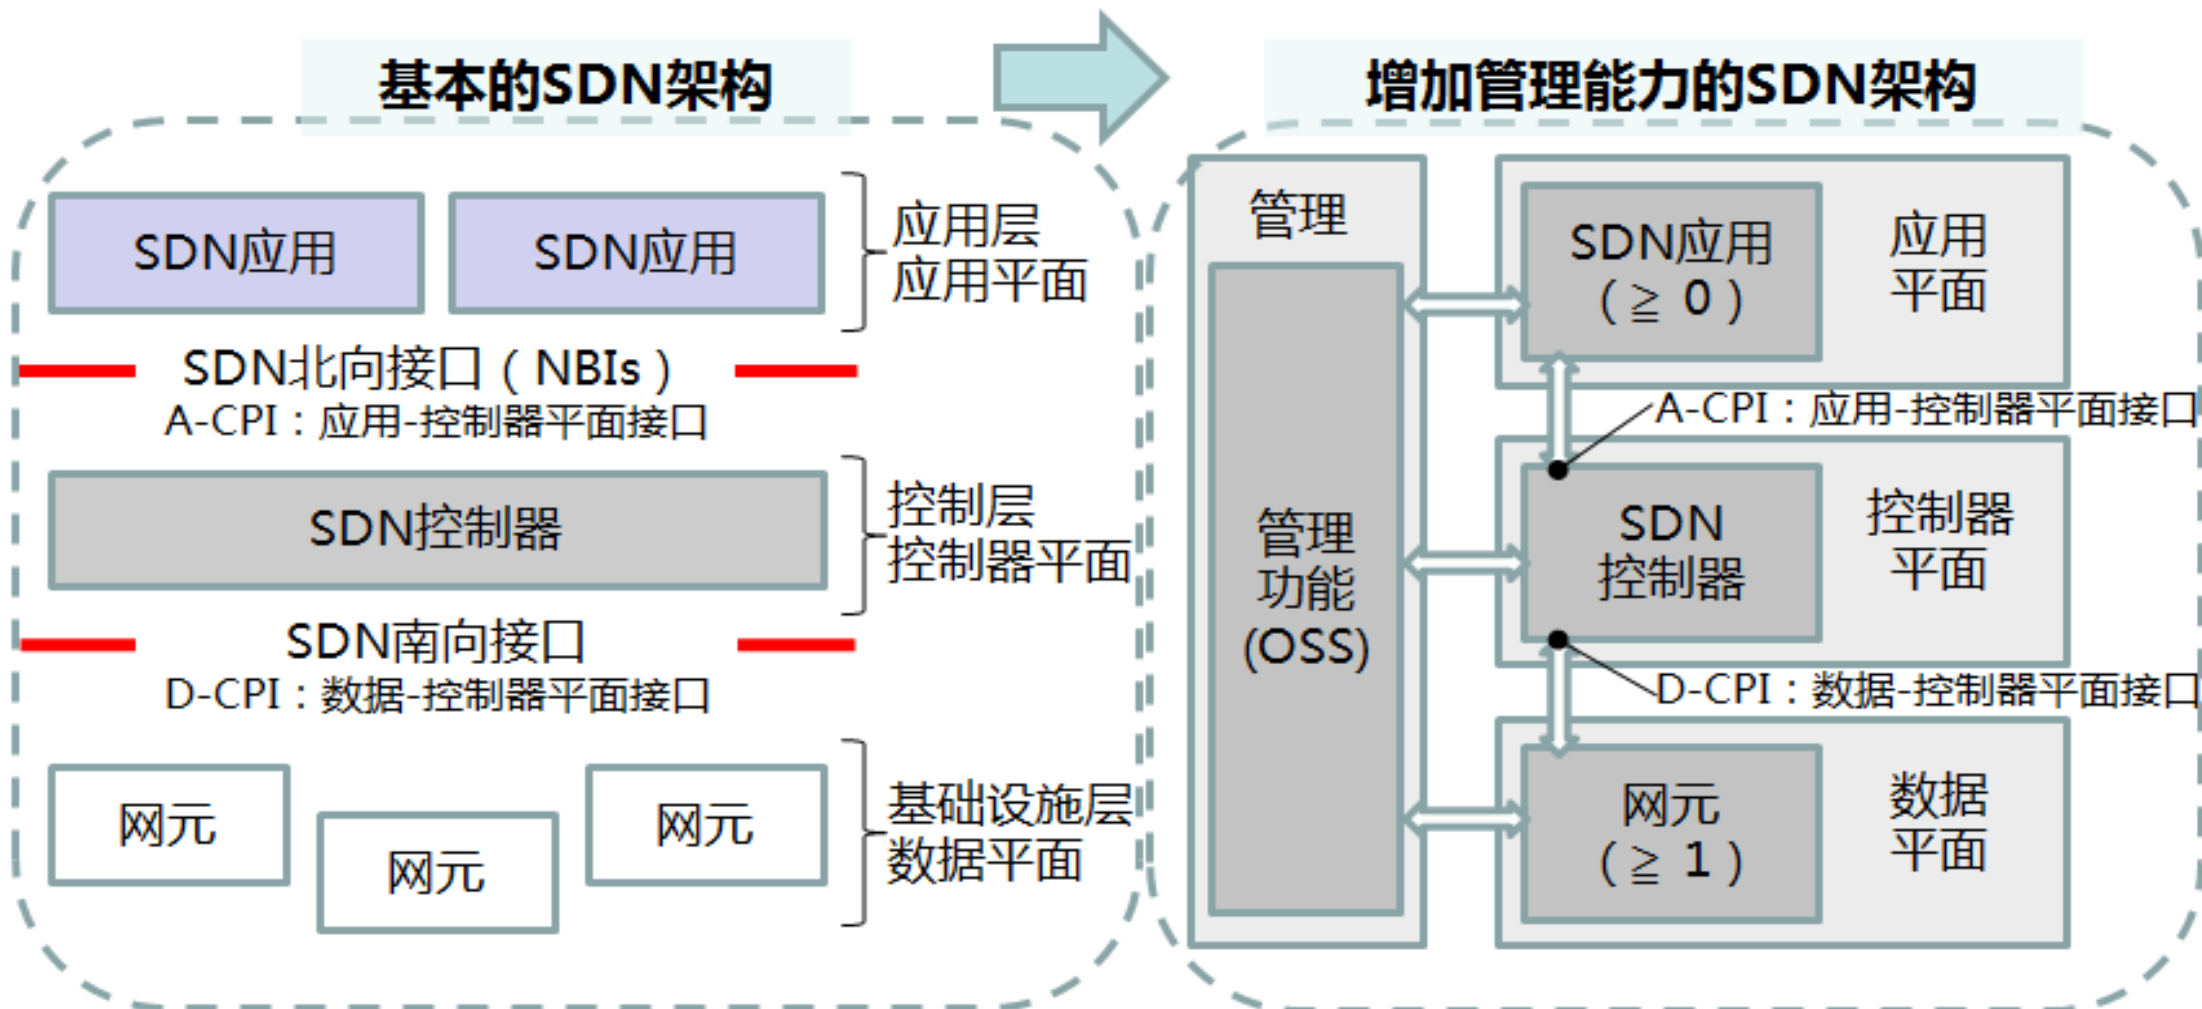 基本的SDN架构
SDN应用
SDN应用
应用层
应用平面
SDN北向接口（NBIs）
A-CPI：应用-控制器平面接口
SDN控制器
控制层
控制器平面
SDN南向接口
D-CPI：数据-控制器平面接口
网元
网元
网元
基础设施层
数据平面
增加管理能力的SDN架构
管理
管理
功能
(OSS)
SDN应用
（≧ 0）
应用
平面
A-CPI：应用-控制器平面接口
SDN
控制器
控制器
平面
D-CPI：数据-控制器平面接口
网元
（≧ 1）
数据
平面